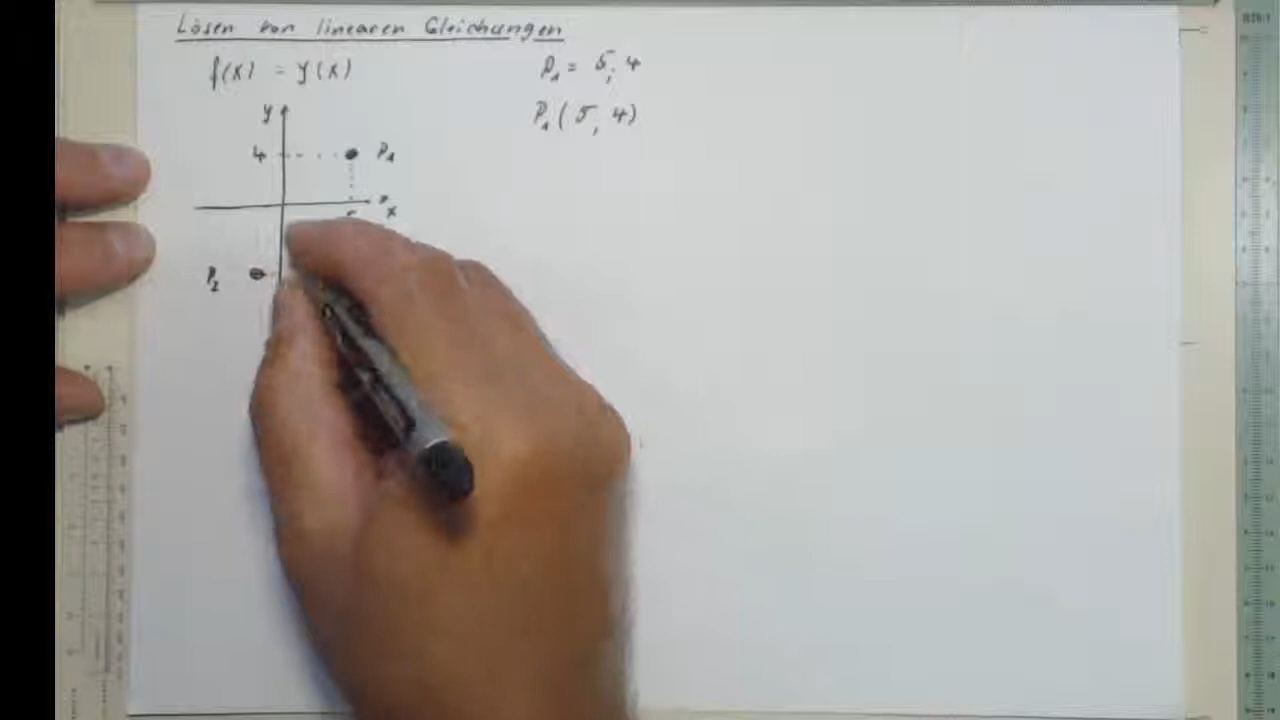 Lösen von linearen Gleichungen
f(x) = y(x)
P₁ = 5; 4
P₁(5, 4)
y
4
P₁
x
P₂